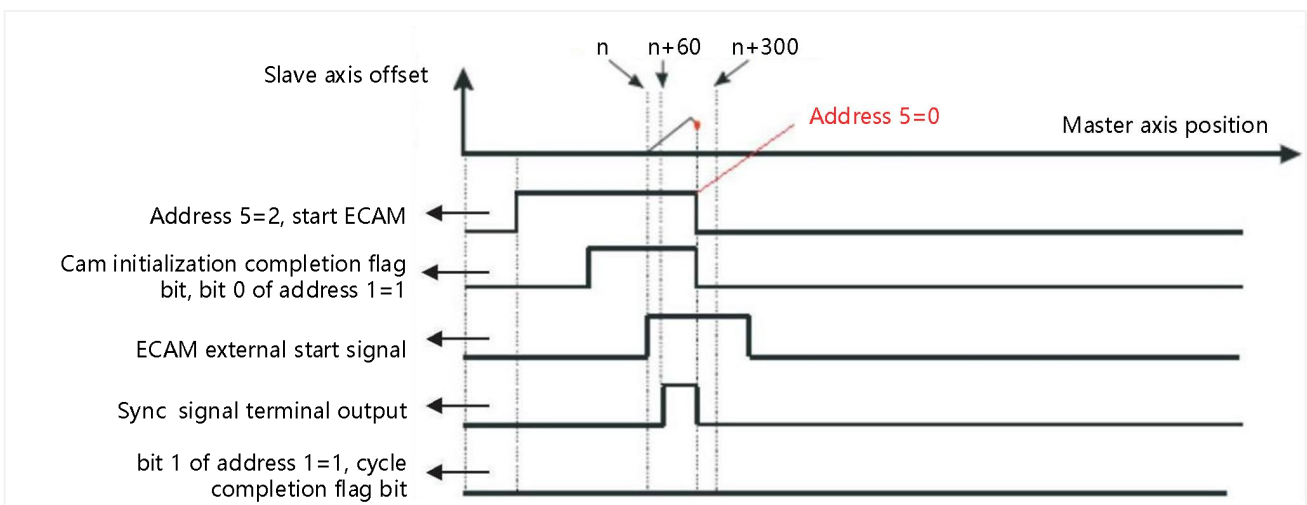 n n+60 n+300
Slave axis offset
Address 5=0
Master axis position
Address 5=2, start ECAM
Cam initialization completion flag
bit, bit 0 of address 1=1
ECAM external start signal
Sync signal terminal output
bit 1 of address 1=1, cycle
completion flag bit